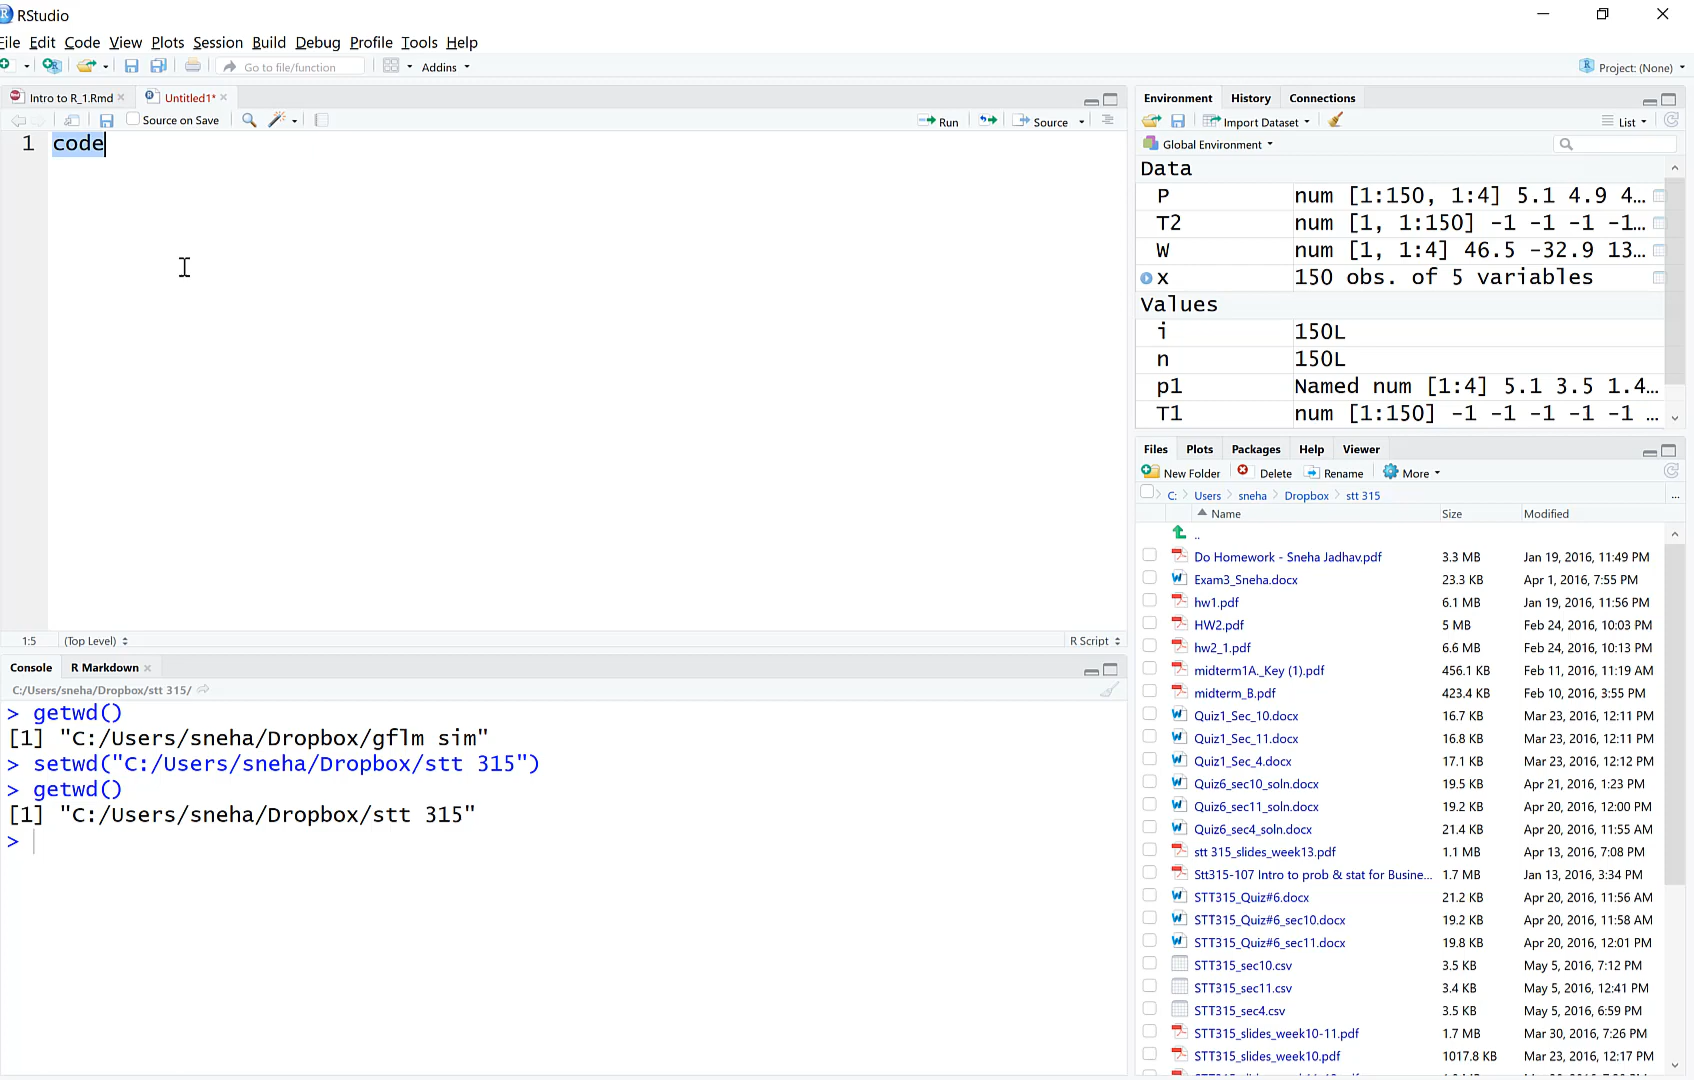 RStudio
File Edit Code View Plots Session Build Debug Profile Tools Help
Go to file/function
Addins
Project: (None)
Intro to R_1.Rmd
Untitled1*
Source on Save
Run
Source
1 code
1:5 (Top Level)
R Script
Console R Markdown
C:/Users/sneha/Dropbox/stt 315/
> getwd()
[1] "C:/Users/sneha/Dropbox/gflm sim"
> setwd("C:/Users/sneha/Dropbox/stt 315")
> getwd()
[1] "C:/Users/sneha/Dropbox/stt 315"
>
Environment History Connections
Import Dataset
List
Global Environment
Data
P num [1:150, 1:4] 5.1 4.9 4...
T2 num [1, 1:150] -1 -1 -1 -1...
W num [1, 1:4] 46.5 -32.9 13...
x 150 obs. of 5 variables
Values
i 150L
n 150L
p1 Named num [1:4] 5.1 3.5 1.4...
T1 num [1:150] -1 -1 -1 -1 -1 ...
Files Plots Packages Help Viewer
New Folder Delete Rename More
C: Users sneha Dropbox stt 315 ...
Name Size Modified
..
Do Homework - Sneha Jadhav.pdf 3.3 MB Jan 19, 2016, 11:49 PM
Exam3_Sneha.docx 23.3 KB Apr 1, 2016, 7:55 PM
hw1.pdf 6.1 MB Jan 19, 2016, 11:56 PM
HW2.pdf 5 MB Feb 24, 2016, 10:03 PM
hw2_1.pdf 6.6 MB Feb 24, 2016, 10:13 PM
midterm1A._Key (1).pdf 456.1 KB Feb 11, 2016, 11:19 AM
midterm_B.pdf 423.4 KB Feb 10, 2016, 3:55 PM
Quiz1_Sec_10.docx 16.7 KB Mar 23, 2016, 12:11 PM
Quiz1_Sec_11.docx 16.8 KB Mar 23, 2016, 12:11 PM
Quiz1_Sec_4.docx 17.1 KB Mar 23, 2016, 12:12 PM
Quiz6_sec10_soln.docx 19.5 KB Apr 21, 2016, 1:23 PM
Quiz6_sec11_soln.docx 19.2 KB Apr 20, 2016, 12:00 PM
Quiz6_sec4_soln.docx 21.4 KB Apr 20, 2016, 11:55 AM
stt 315_slides_week13.pdf 1.1 MB Apr 13, 2016, 7:08 PM
Stt315-107 Intro to prob & stat for Busine... 1.7 MB Jan 13, 2016, 3:34 PM
STT315_Quiz#6.docx 21.2 KB Apr 20, 2016, 11:56 AM
STT315_Quiz#6_sec10.docx 19.2 KB Apr 20, 2016, 11:58 AM
STT315_Quiz#6_sec11.docx 19.8 KB Apr 20, 2016, 12:01 PM
STT315_sec10.csv 3.5 KB May 5, 2016, 7:12 PM
STT315_sec11.csv 3.4 KB May 5, 2016, 12:41 PM
STT315_sec4.csv 3.5 KB May 5, 2016, 6:59 PM
STT315_slides_week10-11.pdf 1.7 MB Mar 30, 2016, 7:26 PM
STT315_slides_week10.pdf 1017.8 KB Mar 23, 2016, 12:17 PM